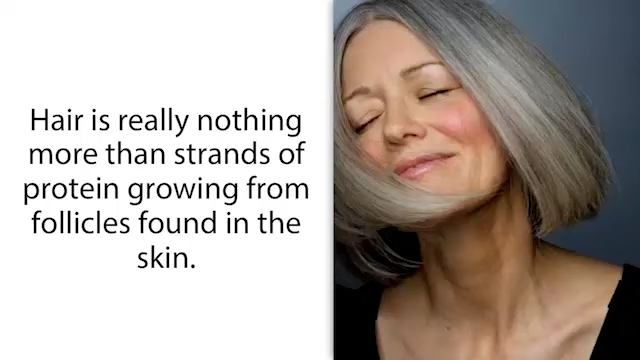 Hair is really nothing
more than strands of
protein growing from
follicles found in the
skin.